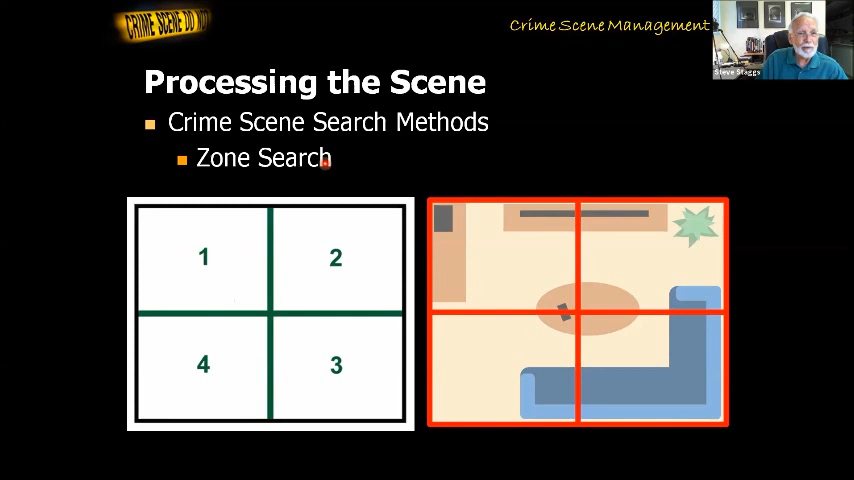 CRIME SCENE DO NOT
Crime Scene Management
Steve Staggs
Processing the Scene
Crime Scene Search Methods
Zone Search
1 2
4 3